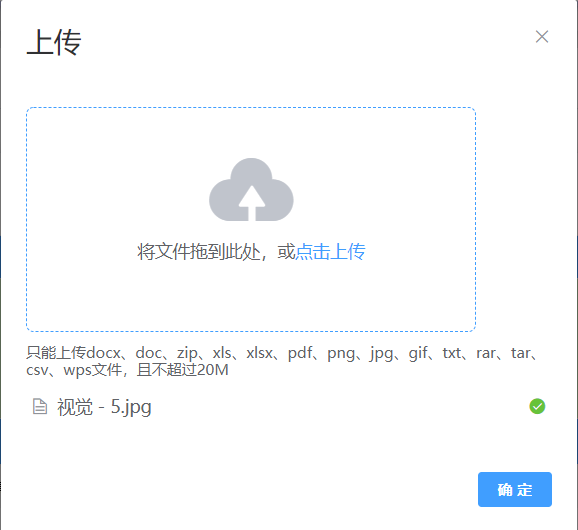 上传
将文件拖到此处，或点击上传
只能上传docx、doc、zip、xls、xlsx、pdf、png、jpg、gif、txt、rar、tar、
csv、wps文件，且不超过20M
视觉 - 5.jpg
确 定